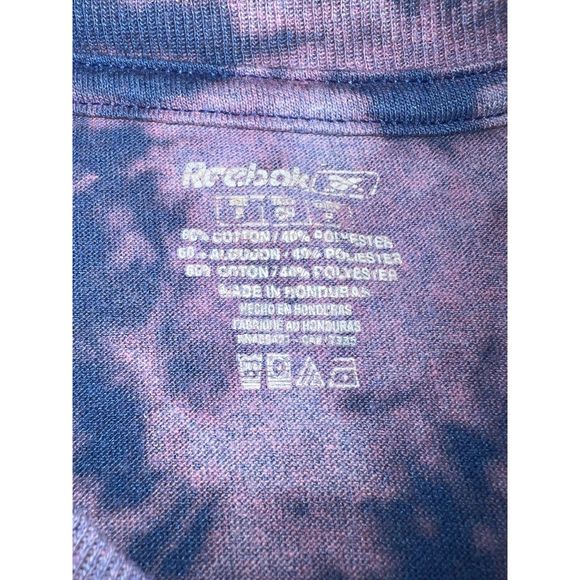 Reebok
60% COTTON / 40% POLYESTER
60% ALGODON / 40% POLIESTER
60% COTON / 40% POLYESTER
MADE IN HONDURAS
HECHO EN HONDURAS
FABRIQUE AU HONDURAS